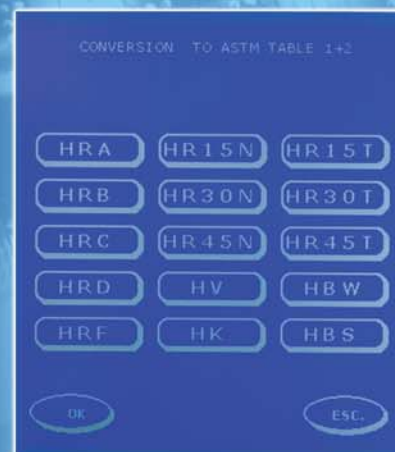 CONVERSION TO ASTM TABLE 1+2
HRA HR15N HR15T
HRB HR30N HR30T
HRC HR45N HR45T
HRD HV HBW
HRF HK HBS
OK ESC.